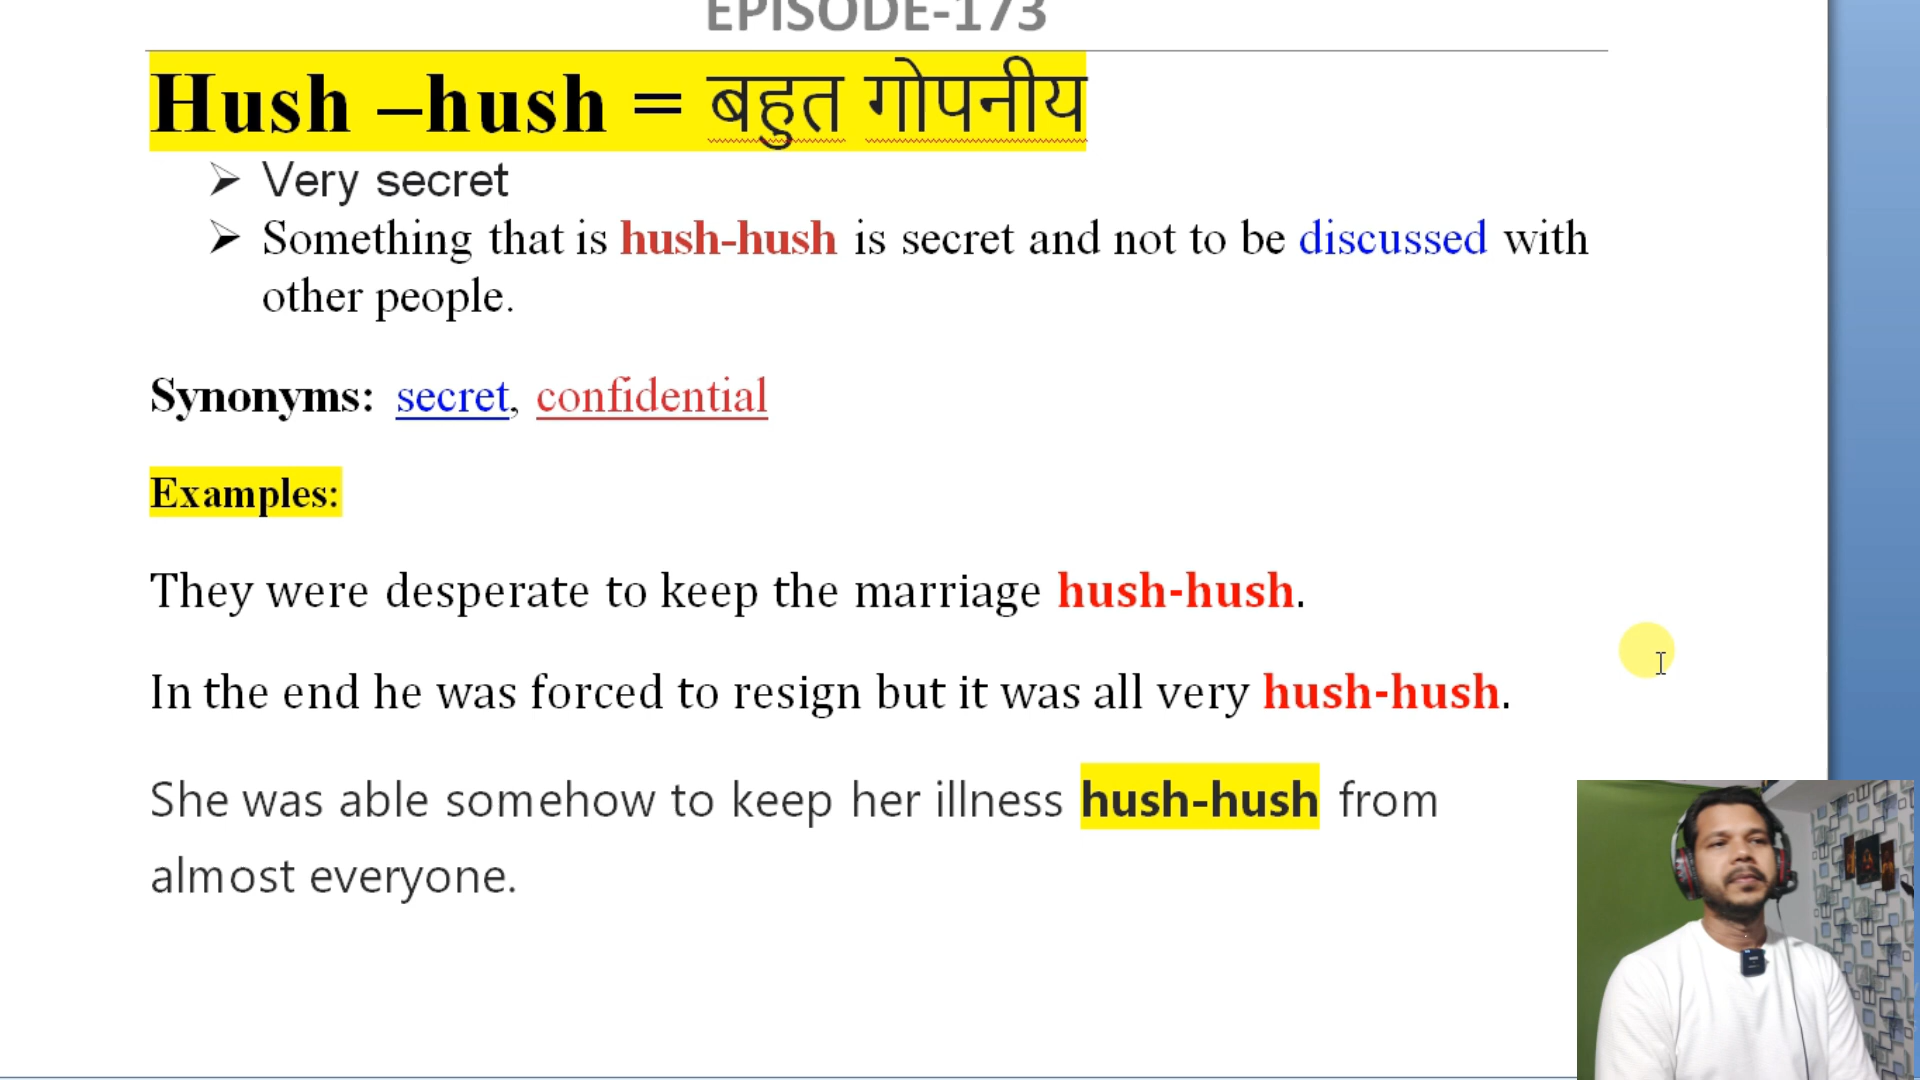 EPISODE-173
Hush –hush = बहुत गोपनीय
➢ Very secret
➢ Something that is hush-hush is secret and not to be discussed with
other people.
Synonyms: secret, confidential
Examples:
They were desperate to keep the marriage hush-hush.
In the end he was forced to resign but it was all very hush-hush.
She was able somehow to keep her illness hush-hush from
almost everyone.